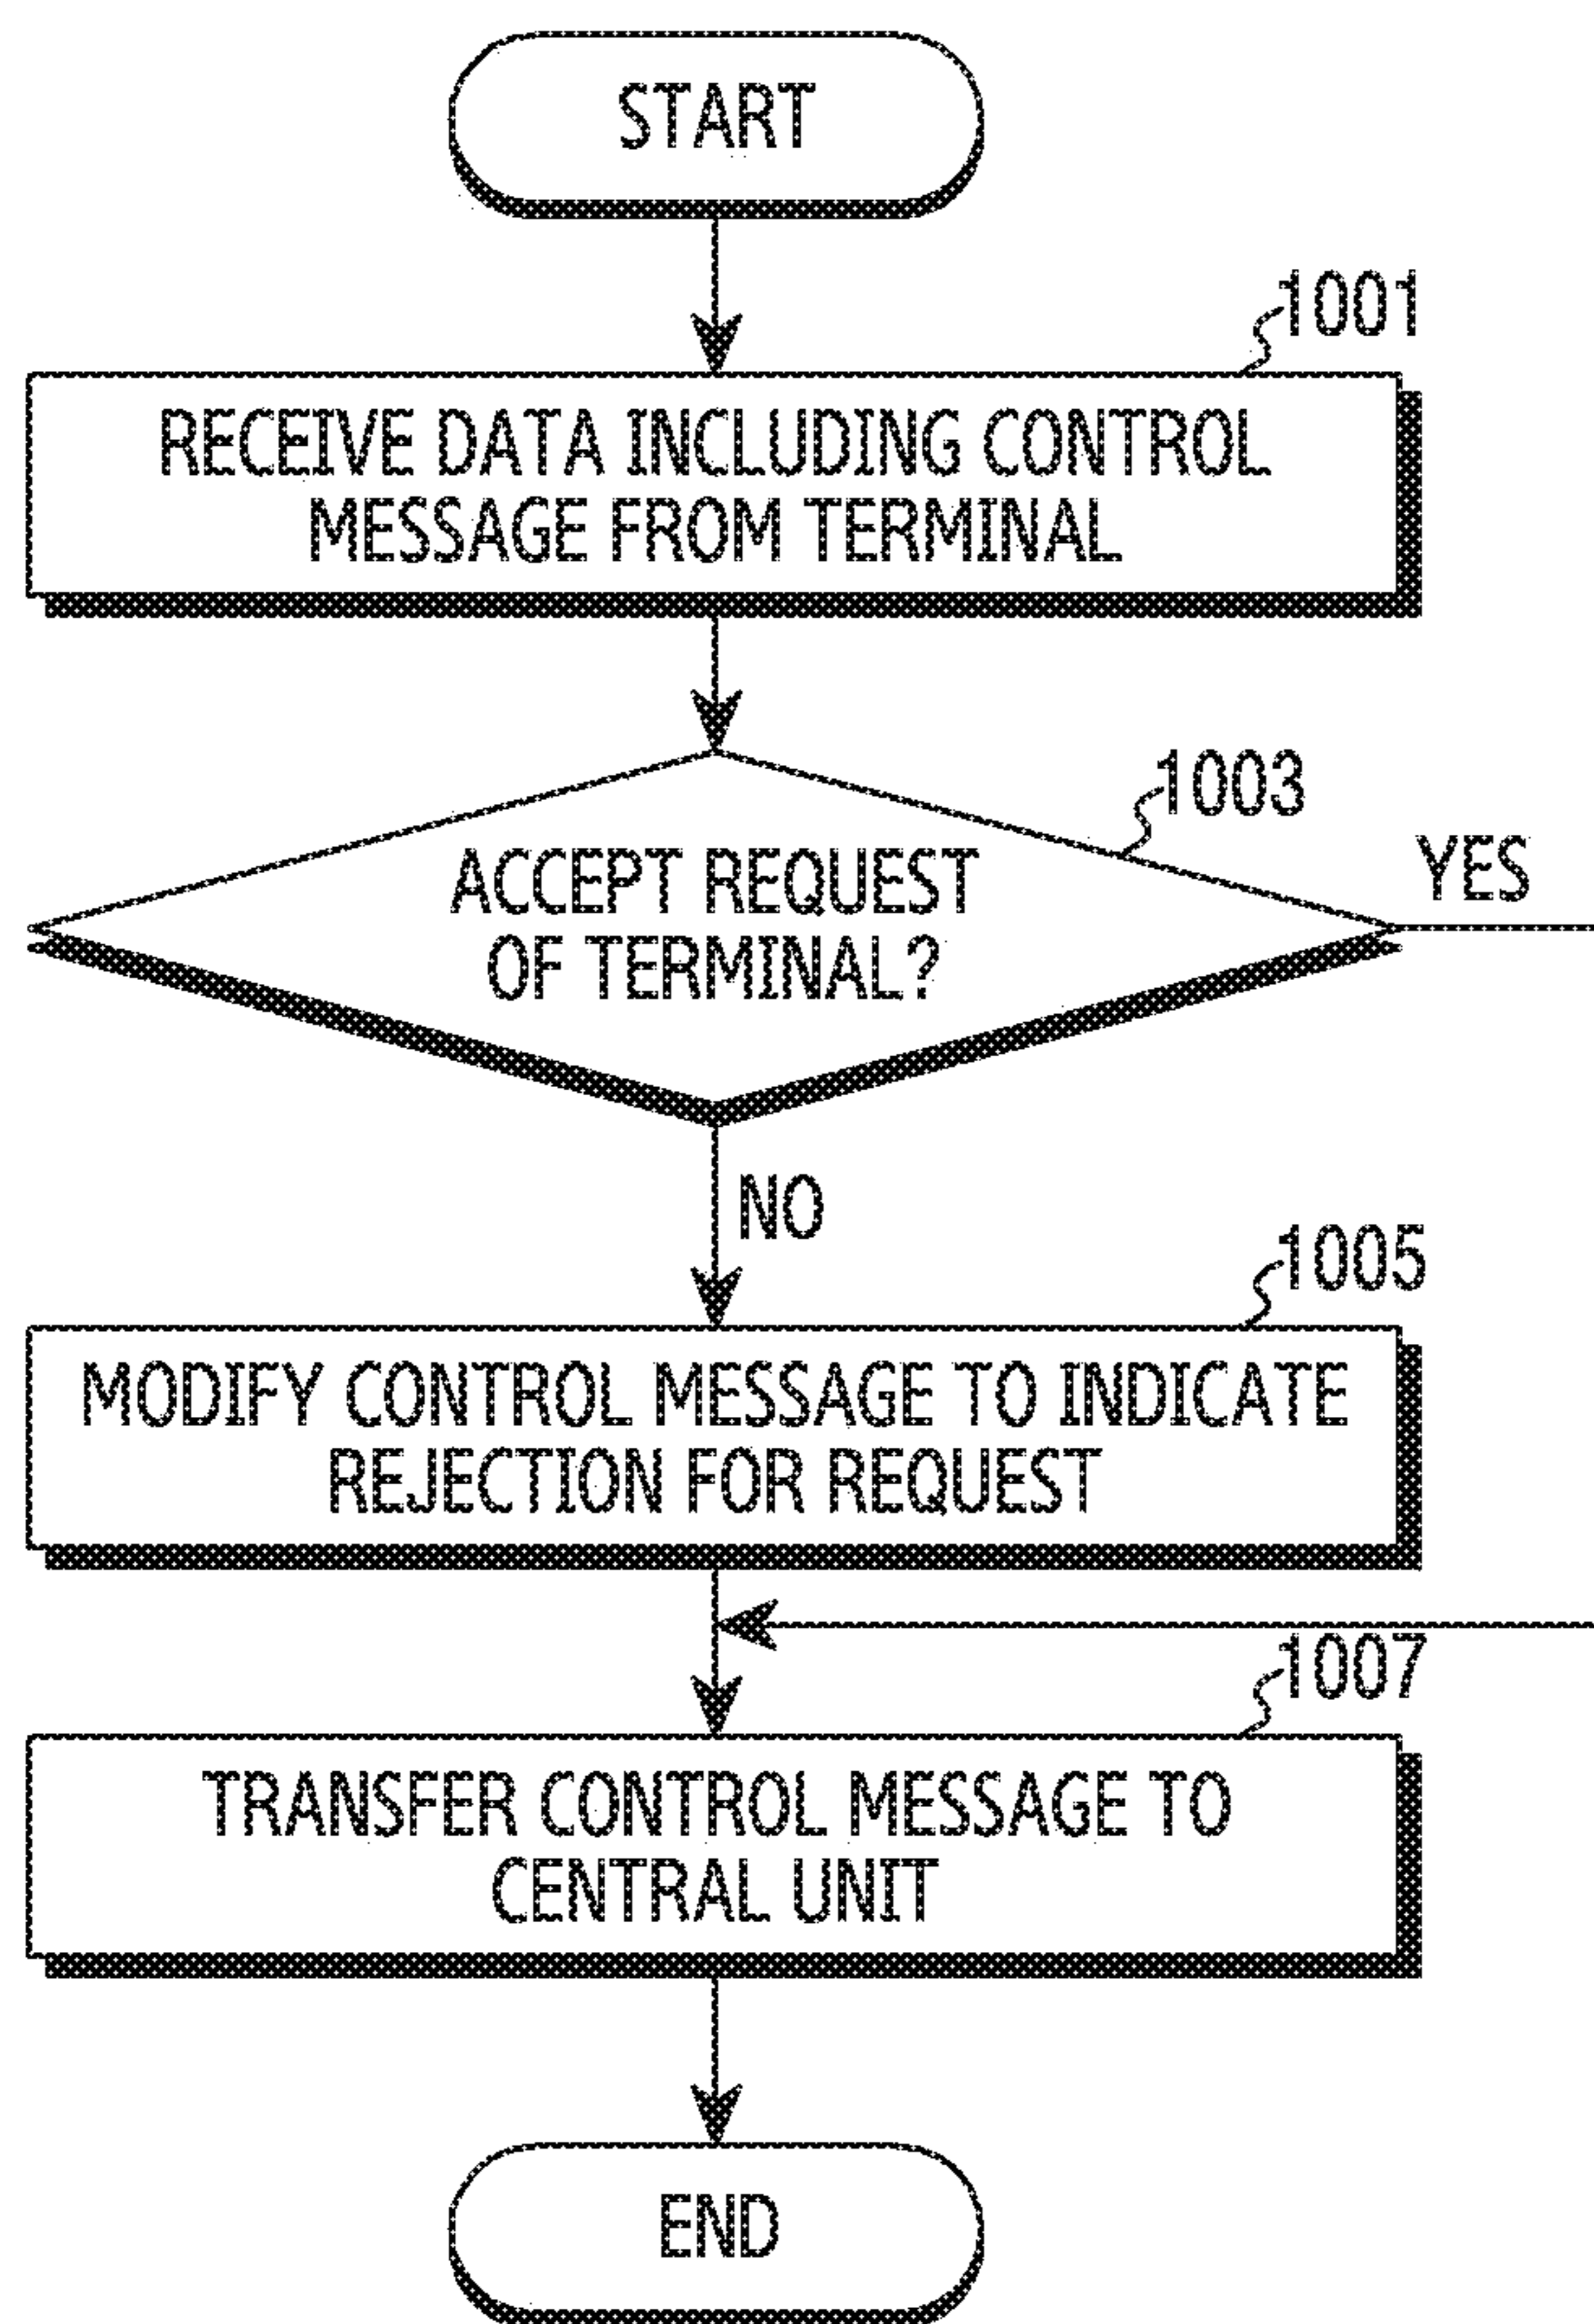 START
1001
RECEIVE DATA INCLUDING CONTROL
MESSAGE FROM TERMINAL
1003
ACCEPT REQUEST
OF TERMINAL?
YES
NO
1005
MODIFY CONTROL MESSAGE TO INDICATE
REJECTION FOR REQUEST
1007
TRANSFER CONTROL MESSAGE TO
CENTRAL UNIT
END